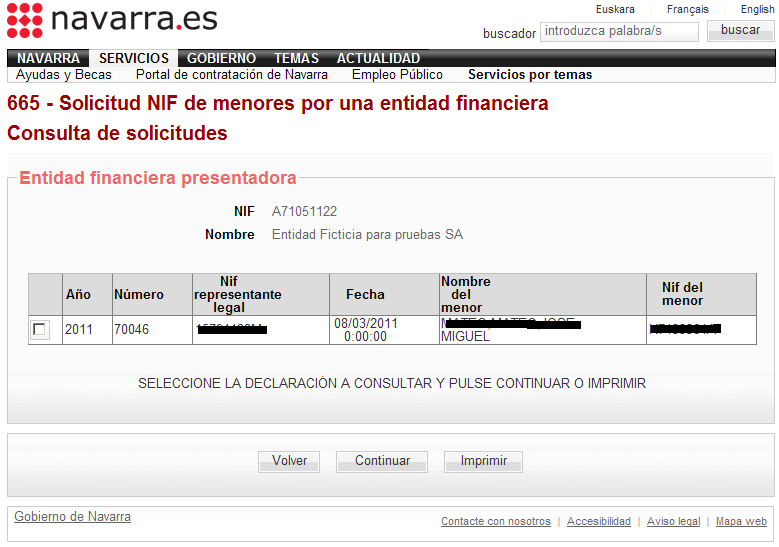 Euskara Français English
navarra.es
buscador introduzca palabra/s buscar
NAVARRA SERVICIOS GOBIERNO TEMAS ACTUALIDAD
Ayudas y Becas Portal de contratación de Navarra Empleo Público Servicios por temas
665 - Solicitud NIF de menores por una entidad financiera
Consulta de solicitudes
Entidad financiera presentadora
NIF A71051122
Nombre Entidad Ficticia para pruebas SA
Año Número Nif representante legal Fecha Nombre del menor Nif del menor
2011 70046 08/03/2011
0:00:00 MIGUEL
SELECCIONE LA DECLARACIÓN A CONSULTAR Y PULSE CONTINUAR O IMPRIMIR
Volver Continuar Imprimir
Gobierno de Navarra
Contacte con nosotros | Accesibilidad | Aviso legal | Mapa web